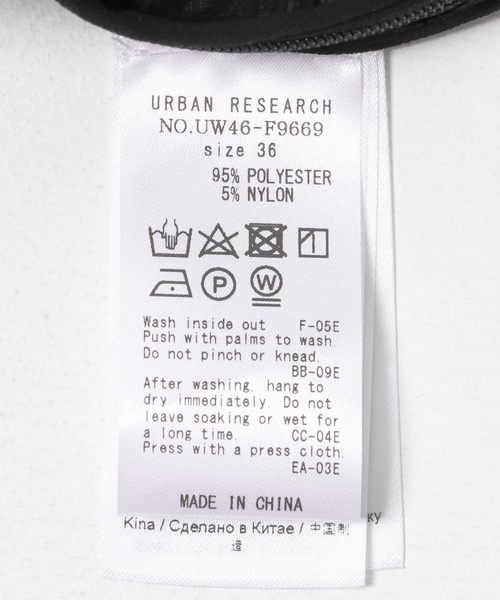 URBAN RESEARCH
NO.UW46-F9669
size 36
95% POLYESTER
5% NYLON
P W
Wash inside out F-05E
Push with palms to wash.
Do not pinch or knead.
BB-09E
After washing, hang to
dry immediately. Do not
leave soaking or wet for
a long time. CC-04E
Press with a press cloth.
EA-03E
MADE IN CHINA
Kina / Сделано в Китае / 中国制
造
ку